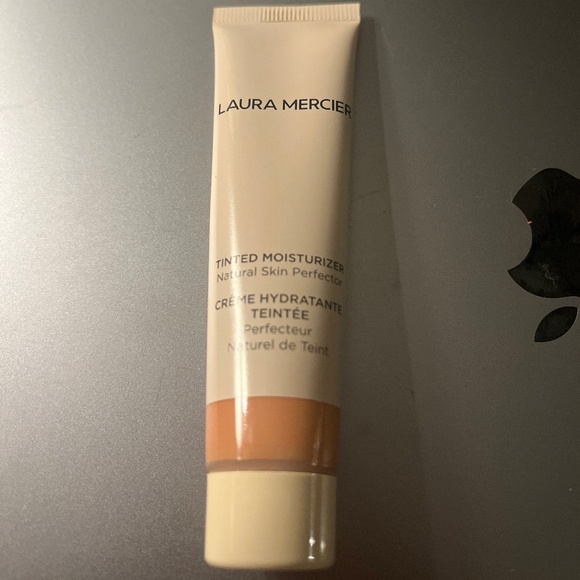 LAURA MERCIER
TINTED MOISTURIZER
Natural Skin Perfector
CRÈME HYDRATANTE
TEINTÉE
Perfecteur
Naturel de Teint